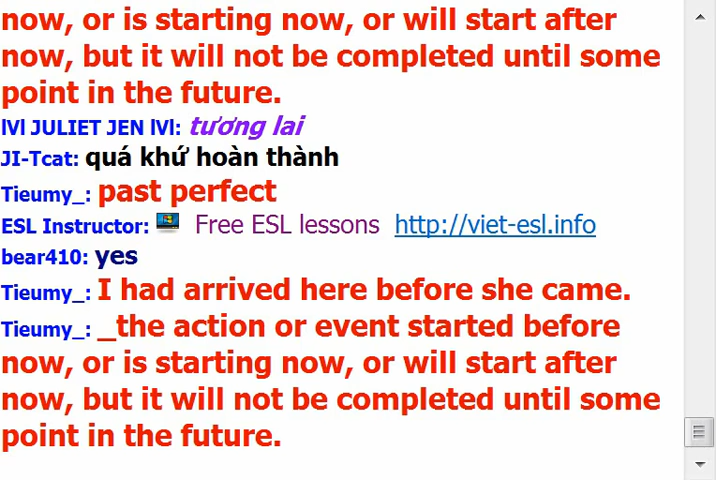 now, or is starting now, or will start after
now, but it will not be completed until some
point in the future.
lVl JULIET JEN lVl: tương lai
JI-Tcat: quá khứ hoàn thành
Tieumy_: past perfect
ESL Instructor: Free ESL lessons http://viet-esl.info
bear410: yes
Tieumy_: I had arrived here before she came.
Tieumy_: _the action or event started before
now, or is starting now, or will start after
now, but it will not be completed until some
point in the future.